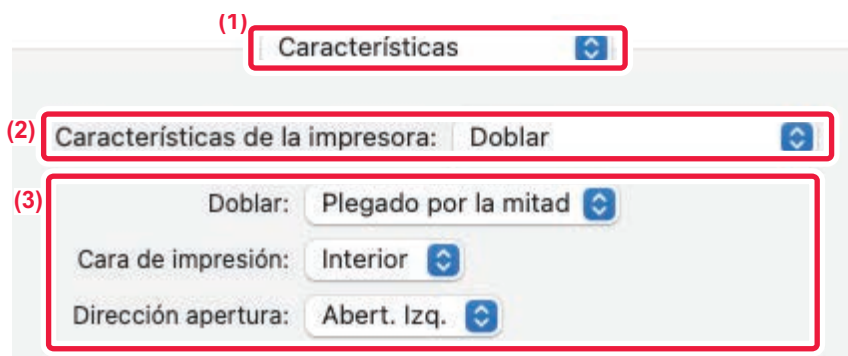 (1)
Características
(2) Características de la impresora: Doblar
(3) Doblar: Plegado por la mitad
Cara de impresión: Interior
Dirección apertura: Abert. Izq.